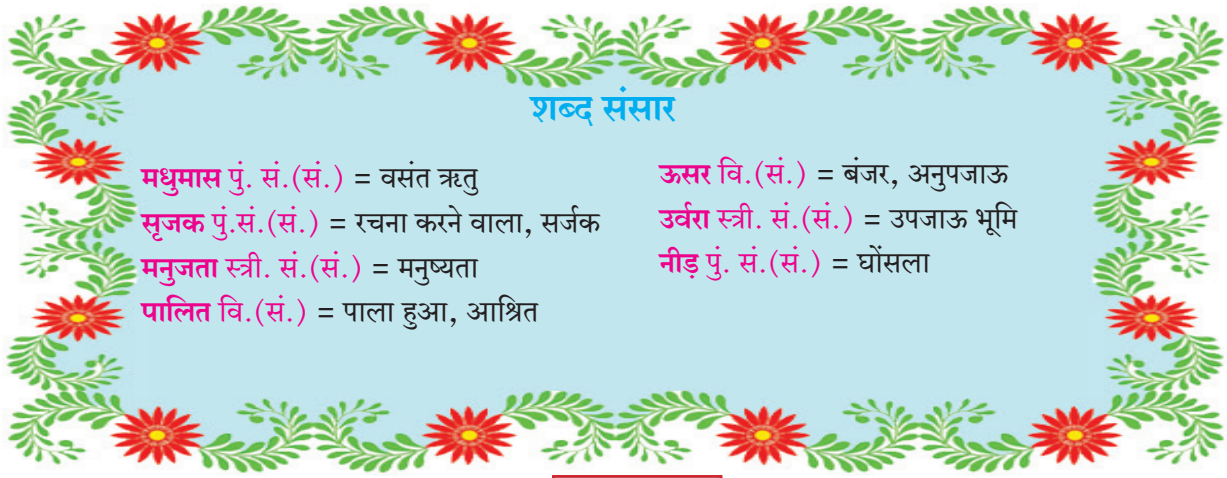 शब्द संसार
मधुमास पुं. सं.(सं.) = वसंत ऋतु
सृजक पुं.सं.(सं.) = रचना करने वाला, सर्जक
मनुजता स्त्री. सं.(सं.) = मनुष्यता
पालित वि.(सं.) = पाला हुआ, आश्रित
ऊसर वि.(सं.) = बंजर, अनुपजाऊ
उर्वरा स्त्री. सं.(सं.) = उपजाऊ भूमि
नीड़ पुं. सं.(सं.) = घोंसला